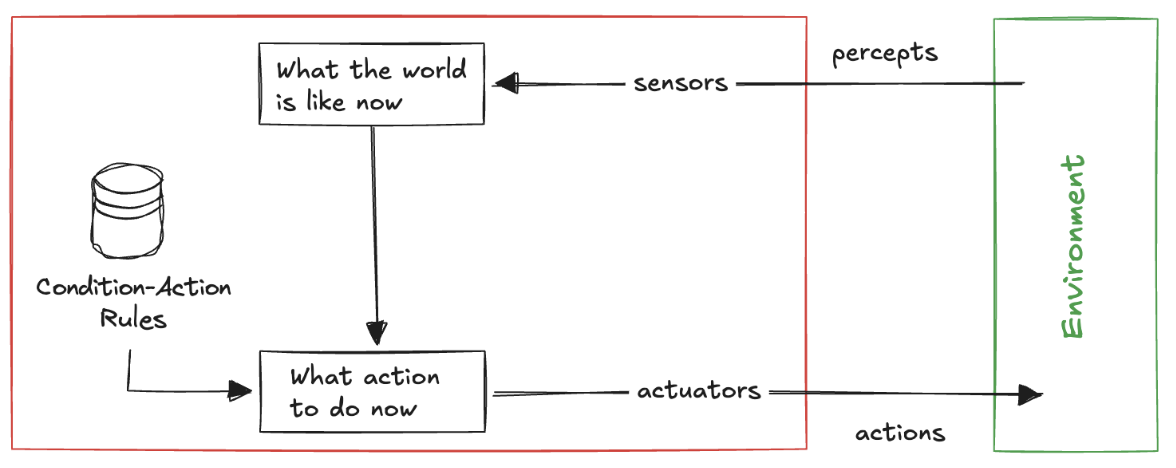 percepts
What the world
is like now
sensors
Environment
Condition-Action
Rules
What action
to do now
actuators
actions